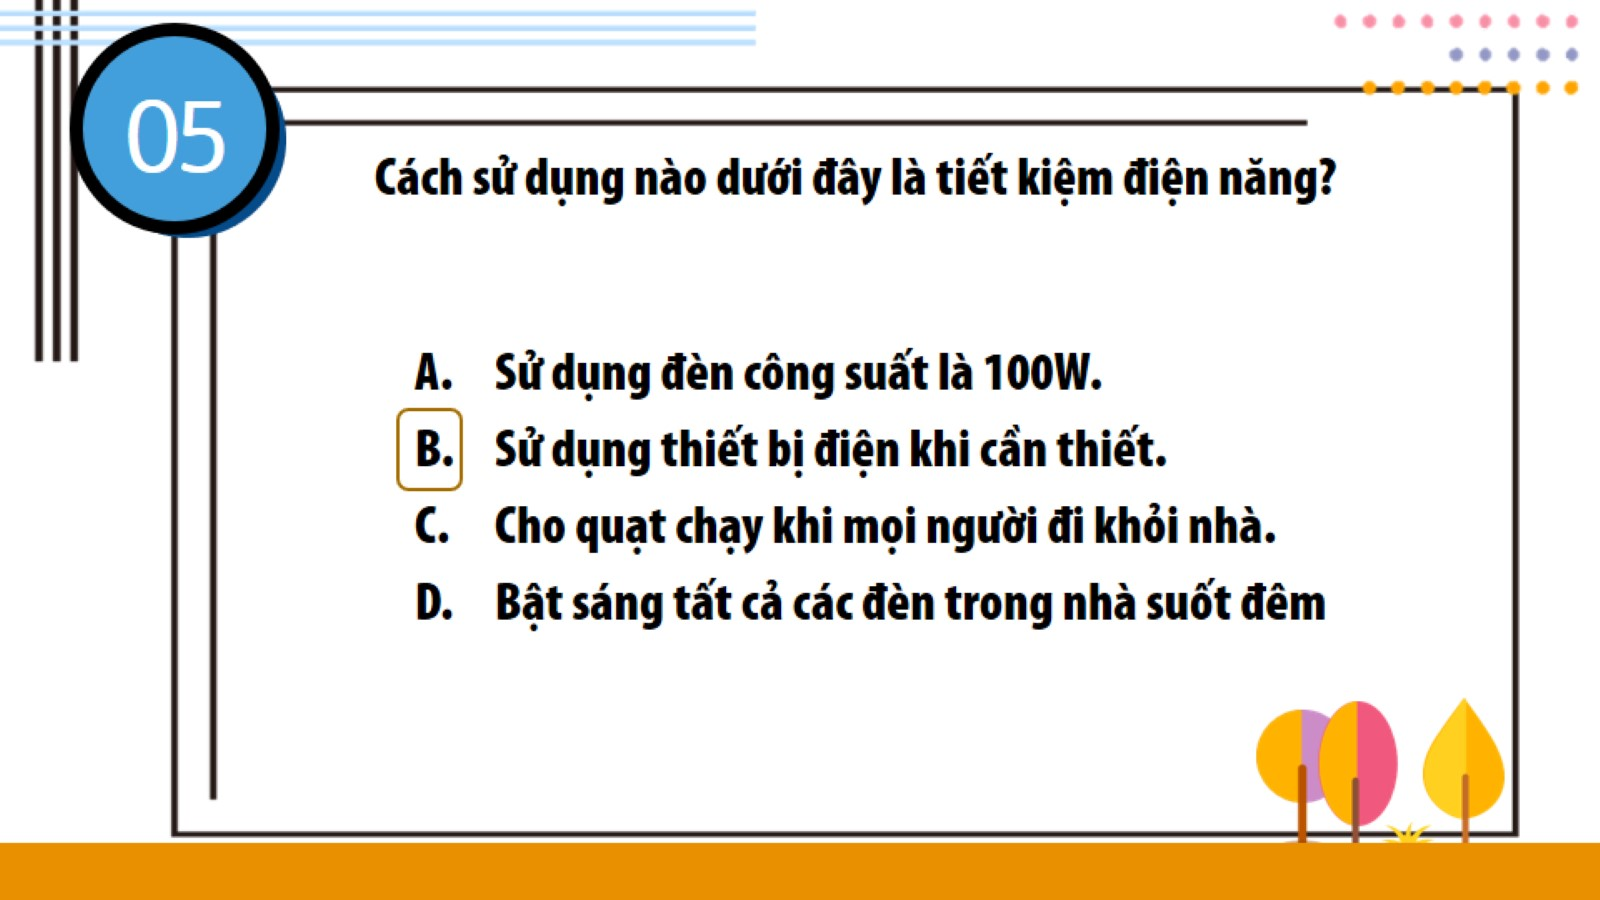 05
Cách sử dụng nào dưới đây là tiết kiệm điện năng?
A. Sử dụng đèn công suất là 100W.
B. Sử dụng thiết bị điện khi cần thiết.
C. Cho quạt chạy khi mọi người đi khỏi nhà.
D. Bật sáng tất cả các đèn trong nhà suốt đêm